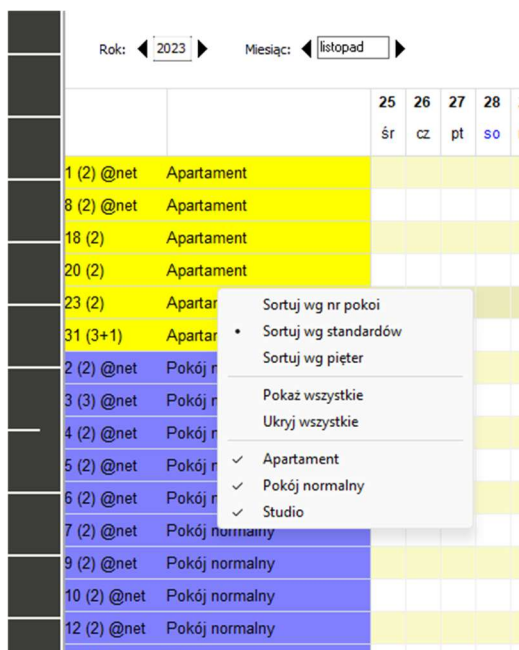 Rok: 2023 Miesiąc: listopad
25 26 27 28
śr cz pt so
1 (2) @net Apartament
8 (2) @net Apartament
18 (2) Apartament
20 (2) Apartament
23 (2) Apartar
31 (3+1) Apartar
2 (2) @net Pokój n
3 (3) @net Pokój n
4 (2) @net Pokój n
5 (2) @net Pokój n
6 (2) @net Pokój n
7 (2) @net Pokój normalny
9 (2) @net Pokój normalny
10 (2) @net Pokój normalny
12 (2) @net Pokój normalny
Sortuj wg nr pokoi
Sortuj wg standardów
Sortuj wg pięter
Pokaż wszystkie
Ukryj wszystkie
Apartament
Pokój normalny
Studio